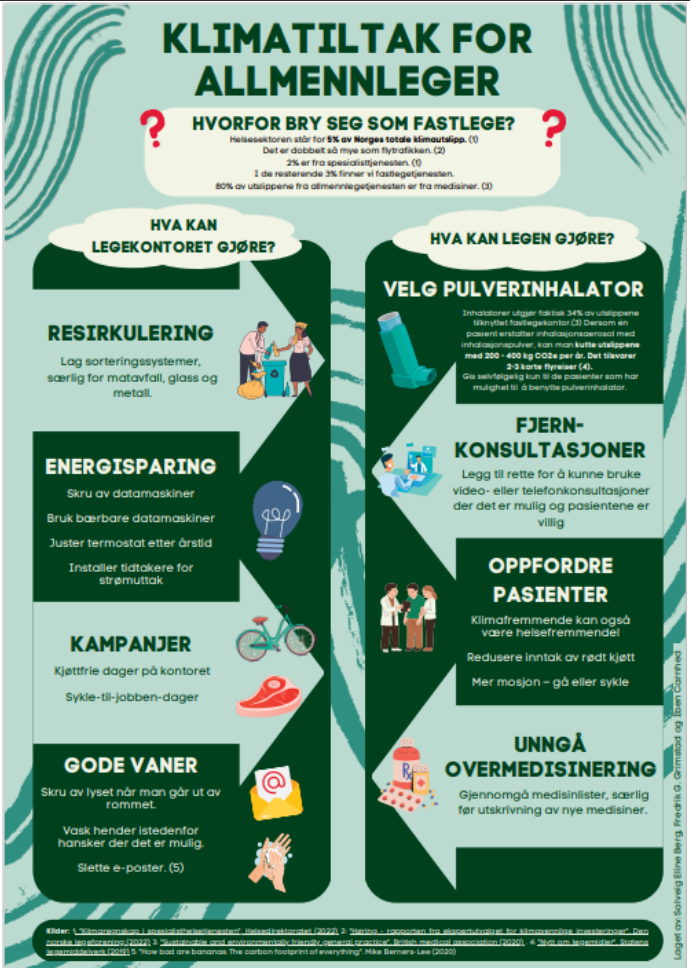 KLIMATILTAK FOR
ALLMENNLEGER
?
HVORFOR BRY SEG SOM FASTLEGE?
?
Helsesektoren står for 5% av Norges totale klimautslipp. (1)
Det er dobbelt så mye som flytrafikken. (2)
2% er fra spesialisttjenesten. (1)
I de resterende 3% finner vi fastlegetjenesten.
80% av utslippene fra allmennlegetjenesten er fra medisiner. (3)
HVA KAN
LEGEKONTORET GJØRE?
RESIRKULERING
Lag sorteringssystemer,
særlig for matavfall, glass og
metall.
ENERGISPARING
Skru av datamaskiner
Bruk bærbare datamaskiner
Juster termostat etter årstid
Installer tidtakere for
strømuttak
KAMPANJER
Kjøttfrie dager på kontoret
Sykle-til-jobben-dager
GODE VANER
Skru av lyset når man går ut av
rommet.
Vask hender istedenfor
hansker der det er mulig.
Slette e-poster. (5)
@
HVA KAN LEGEN GJØRE?
VELG PULVERINHALATOR
Inhalatorer utgjør faktisk 34% av utslippene
tilknyttet fastlegekontor.(3) Dersom én
pasient erstatter inhalasjonsaerosol med
inhalasjonspulver, kan man kutte utslippene
med 200 - 400 kg CO2e per år. Det tilsvarer
2-3 korte flyreiser (4).
Gis selvfølgelig kun til de pasienter som har
mulighet til å benytte pulverinhalator.
FJERN-
KONSULTASJONER
Legg til rette for å kunne bruke
video- eller telefonkonsultasjoner
der det er mulig og pasientene er
villig
OPPFORDRE
PASIENTER
Klimafremmende kan også
være helsefremmende!
Redusere inntak av rødt kjøtt
Mer mosjon – gå eller sykle
UNNGÅ
OVERMEDISINERING
Gjennomgå medisinlister, særlig
før utskrivning av nye medisiner.
Rx
Laget av: Solveig Eline Berg, Fredrik G. Grimstad og Iben Carnhed
Kilder: 1. "Klimaregnskap i spesialisthelsetjenesten", Helsedirektoratet (2022). 2. "Høring - rapporten fra ekspertutvalget for klimavennlige investeringer", Den
norske legeforening (2022) 3. "Sustainable and environmentally friendly general practice", British medical association (2020). . 4. "Nytt om legemidler", Statens
legemiddelverk (2019) 5. "How bad are bananas The carbon footprint of everything", Mike Berners-Lee (2020)